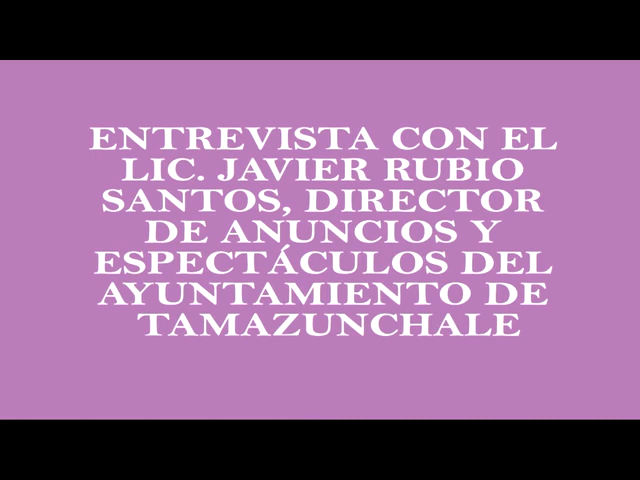 ENTREVISTA CON EL
LIC. JAVIER RUBIO
SANTOS, DIRECTOR
DE ANUNCIOS Y
ESPECTÁCULOS DEL
AYUNTAMIENTO DE
TAMAZUNCHALE